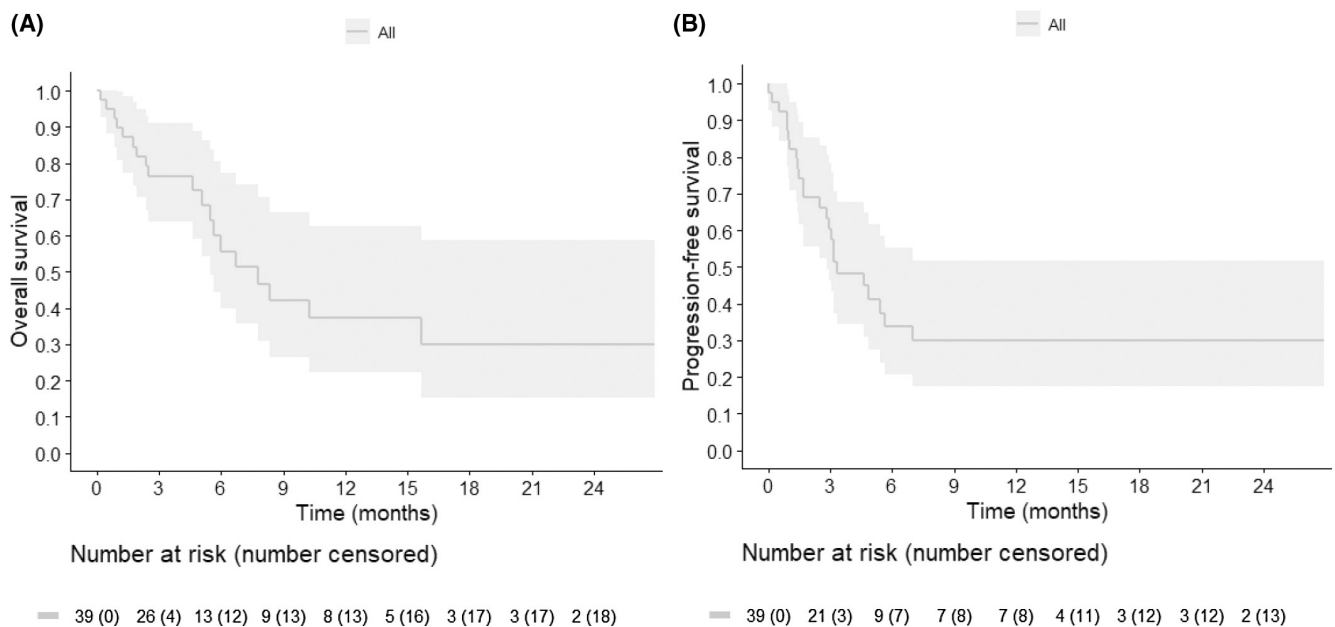 (A)
All
1.0
0.9
0.8
0.7
0.6
0.5
0.4
0.3
0.2
0.1
0.0
Overall survival
0 3 6 9 12 15 18 21 24
Time (months)
Number at risk (number censored)
39 (0) 26 (4) 13 (12) 9 (13) 8 (13) 5 (16) 3 (17) 3 (17) 2 (18)
(B)
All
1.0
0.9
0.8
0.7
0.6
0.5
0.4
0.3
0.2
0.1
0.0
Progression-free survival
0 3 6 9 12 15 18 21 24
Time (months)
Number at risk (number censored)
39 (0) 21 (3) 9 (7) 7 (8) 7 (8) 4 (11) 3 (12) 3 (12) 2 (13)